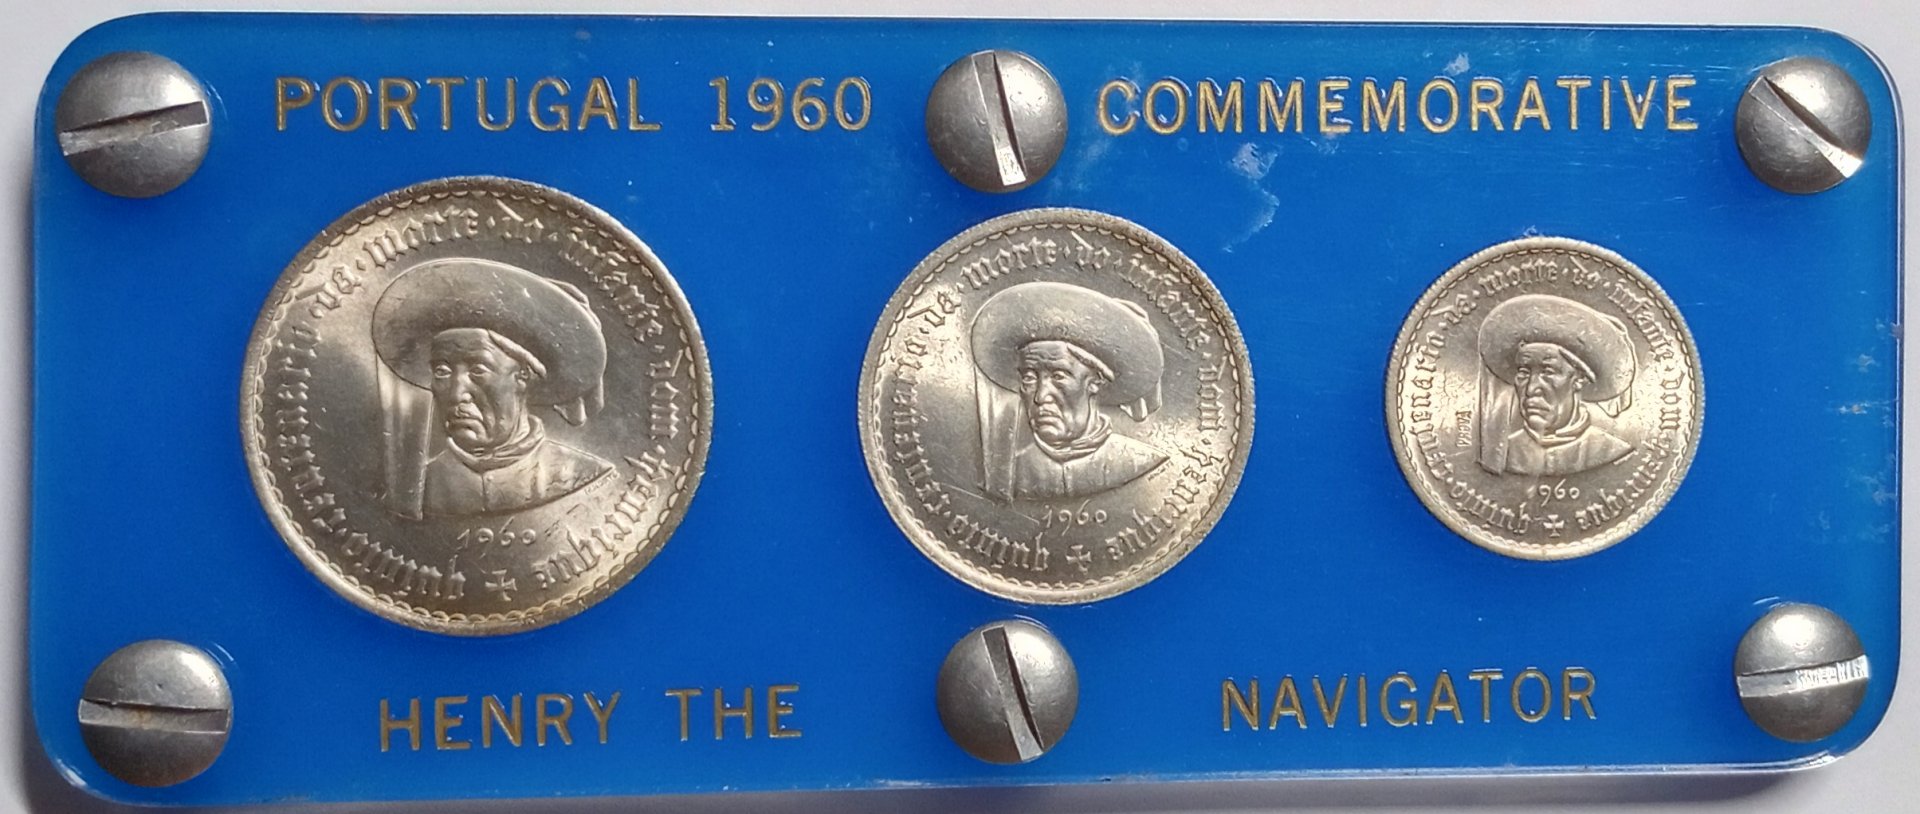 PORTUGAL 1960 COMMEMORATIVE
quinto · centenario · da · morte · do · infante · dom · henrique
1960
quinto · centenario · da · morte · do · infante · dom · henrique
1960
quinto · centenario · da · morte · do · infante · dom · henrique
PROVA
1960
HENRY THE NAVIGATOR